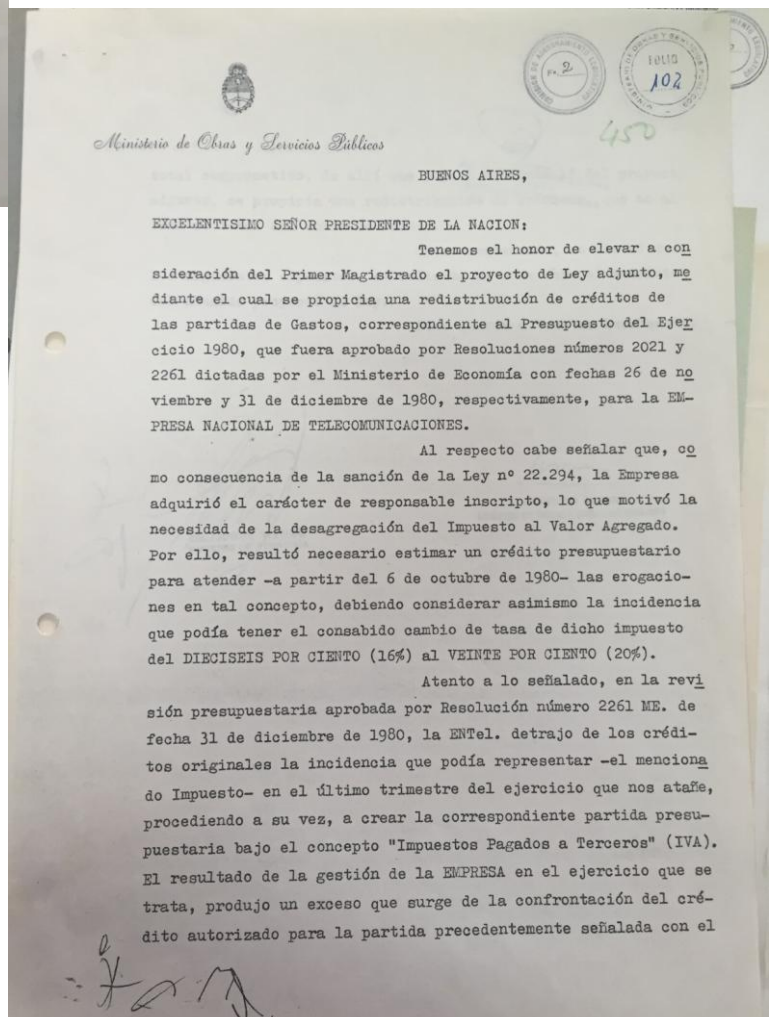 Fº 2
FOLIO
102
450
Ministerio de Obras y Servicios Públicos
BUENOS AIRES,
EXCELENTISIMO SEÑOR PRESIDENTE DE LA NACION:
Tenemos el honor de elevar a con
sideración del Primer Magistrado el proyecto de Ley adjunto, me
diante el cual se propicia una redistribución de créditos de
las partidas de Gastos, correspondiente al Presupuesto del Ejer
cicio 1980, que fuera aprobado por Resoluciones números 2021 y
2261 dictadas por el Ministerio de Economía con fechas 26 de no
viembre y 31 de diciembre de 1980, respectivamente, para la EM-
PRESA NACIONAL DE TELECOMUNICACIONES.
Al respecto cabe señalar que, co
mo consecuencia de la sanción de la Ley nº 22.294, la Empresa
adquirió el carácter de responsable inscripto, lo que motivó la
necesidad de la desagregación del Impuesto al Valor Agregado.
Por ello, resultó necesario estimar un crédito presupuestario
para atender -a partir del 6 de octubre de 1980- las erogacio-
nes en tal concepto, debiendo considerar asimismo la incidencia
que podía tener el consabido cambio de tasa de dicho impuesto
del DIECISEIS POR CIENTO (16%) al VEINTE POR CIENTO (20%).
Atento a lo señalado, en la revi
sión presupuestaria aprobada por Resolución número 2261 ME. de
fecha 31 de diciembre de 1980, la ENTel. detrajo de los crédi-
tos originales la incidencia que podía representar -el menciona
do Impuesto- en el último trimestre del ejercicio que nos atañe,
procediendo a su vez, a crear la correspondiente partida presu-
puestaria bajo el concepto "Impuestos Pagados a Terceros" (IVA).
El resultado de la gestión de la EMPRESA en el ejercicio que se
trata, produjo un exceso que surge de la confrontación del cré-
dito autorizado para la partida precedentemente señalada con el